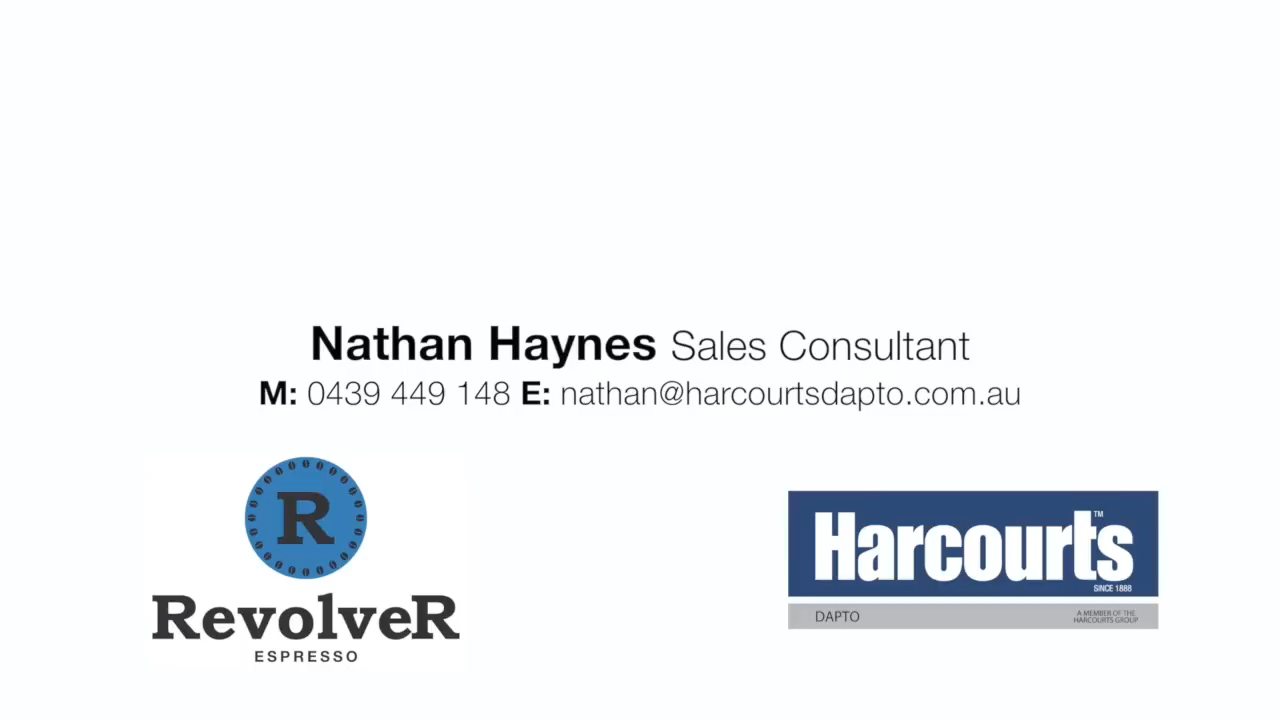 Nathan Haynes Sales Consultant
M: 0439 449 148 E: nathan@harcourtsdapto.com.au
R
RevolveR
ESPRESSO
Harcourts™
SINCE 1888
DAPTO
A MEMBER OF THE
HARCOURTS GROUP